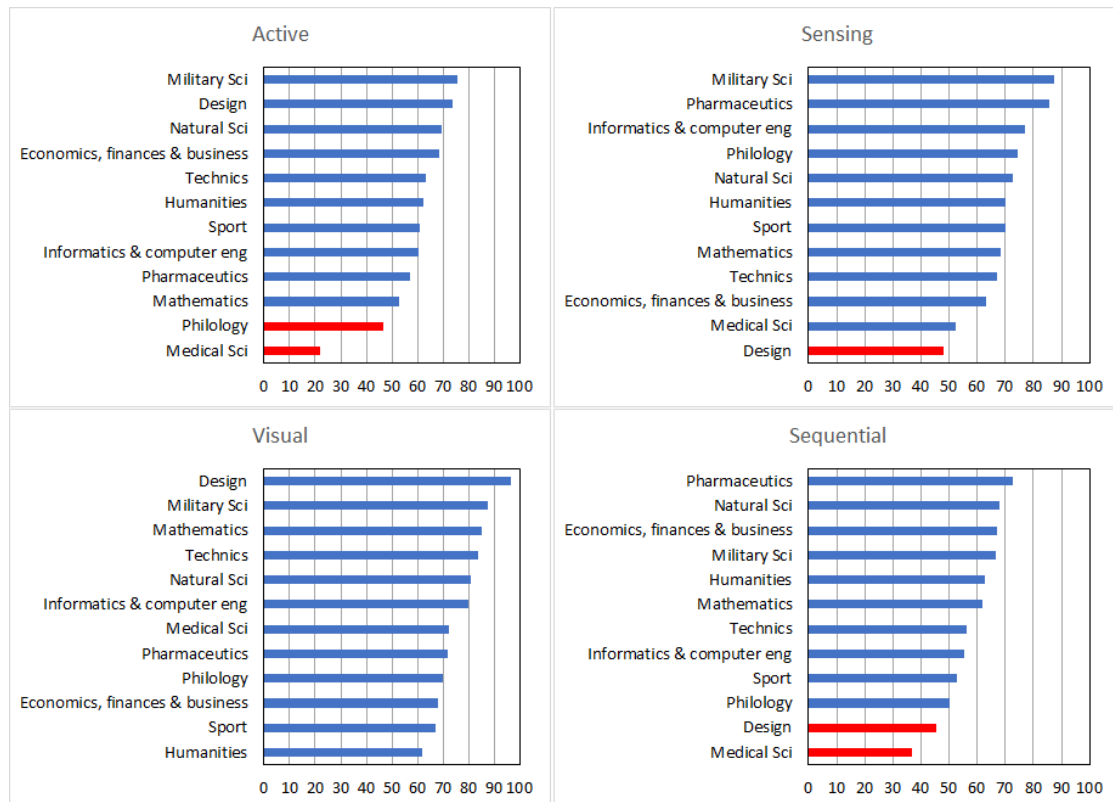 Active
Military Sci
Design
Natural Sci
Economics, finances & business
Technics
Humanities
Sport
Informatics & computer eng
Pharmaceutics
Mathematics
Philology
Medical Sci
0 10 20 30 40 50 60 70 80 90 100
Sensing
Military Sci
Pharmaceutics
Informatics & computer eng
Philology
Natural Sci
Humanities
Sport
Mathematics
Technics
Economics, finances & business
Medical Sci
Design
0 10 20 30 40 50 60 70 80 90 100
Visual
Design
Military Sci
Mathematics
Technics
Natural Sci
Informatics & computer eng
Medical Sci
Pharmaceutics
Philology
Economics, finances & business
Sport
Humanities
0 10 20 30 40 50 60 70 80 90 100
Sequential
Pharmaceutics
Natural Sci
Economics, finances & business
Military Sci
Humanities
Mathematics
Technics
Informatics & computer eng
Sport
Philology
Design
Medical Sci
0 10 20 30 40 50 60 70 80 90 100